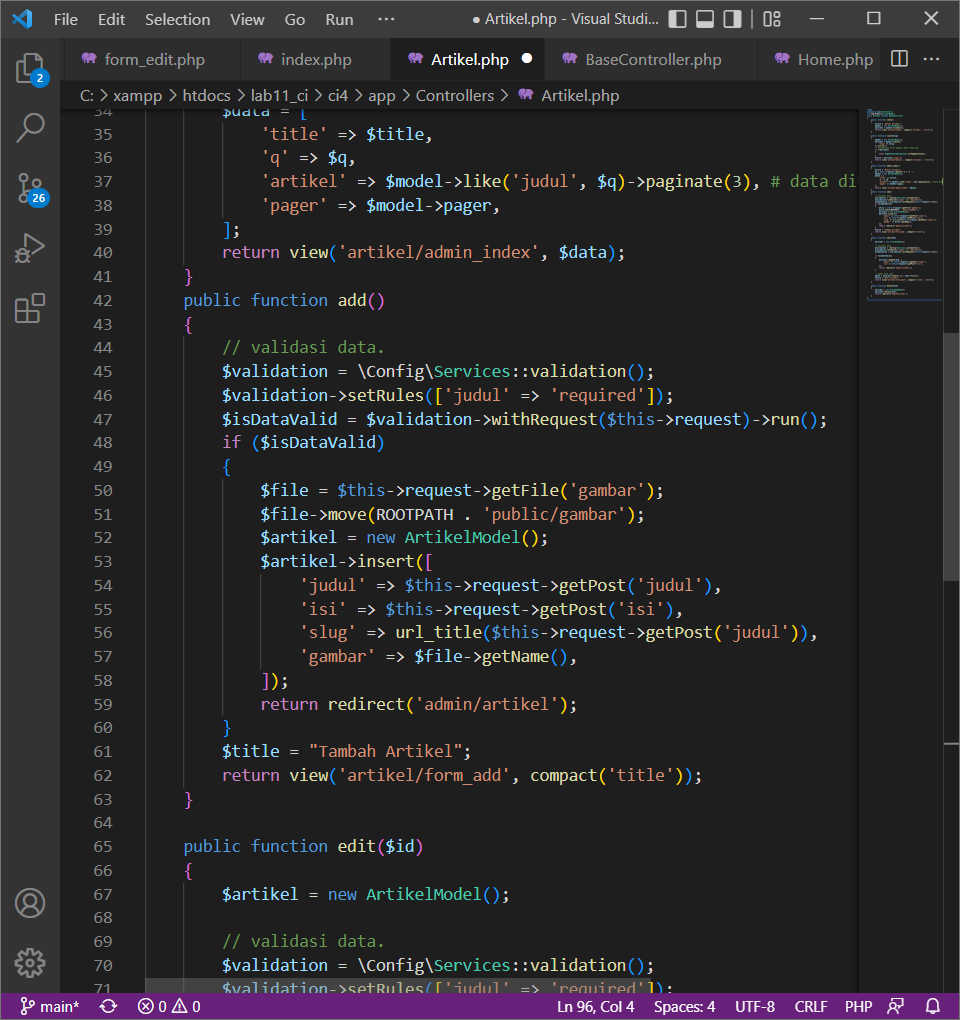 File Edit Selection View Go Run ··· ● Artikel.php - Visual Studi...
form_edit.php index.php Artikel.php ● BaseController.php Home.php ···
2
C: > xampp > htdocs > lab11_ci > ci4 > app > Controllers > Artikel.php
34 $data = [
35 'title' => $title,
36 'q' => $q,
37 'artikel' => $model->like('judul', $q)->paginate(3), # data di
38 'pager' => $model->pager,
39 ];
40 return view('artikel/admin_index', $data);
41 }
42 public function add()
43 {
44 // validasi data.
45 $validation = \Config\Services::validation();
46 $validation->setRules(['judul' => 'required']);
47 $isDataValid = $validation->withRequest($this->request)->run();
48 if ($isDataValid)
49 {
50 $file = $this->request->getFile('gambar');
51 $file->move(ROOTPATH . 'public/gambar');
52 $artikel = new ArtikelModel();
53 $artikel->insert([
54 'judul' => $this->request->getPost('judul'),
55 'isi' => $this->request->getPost('isi'),
56 'slug' => url_title($this->request->getPost('judul')),
57 'gambar' => $file->getName(),
58 ]);
59 return redirect('admin/artikel');
60 }
61 $title = "Tambah Artikel";
62 return view('artikel/form_add', compact('title'));
63 }
64
65 public function edit($id)
66 {
67 $artikel = new ArtikelModel();
68
69 // validasi data.
70 $validation = \Config\Services::validation();
71 $validation->setRules(['judul' => 'required']);
26
main* 0 0 Ln 96, Col 4 Spaces: 4 UTF-8 CRLF PHP